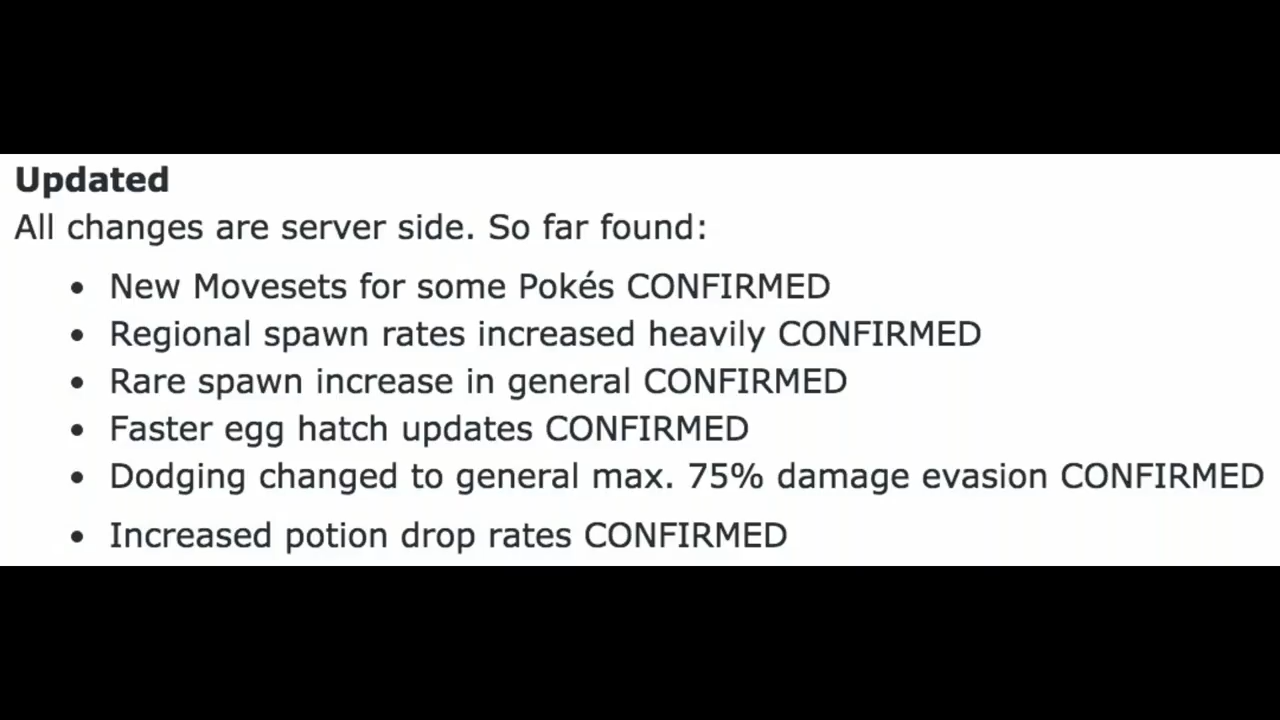 Updated
All changes are server side. So far found:
• New Movesets for some Pokés CONFIRMED
• Regional spawn rates increased heavily CONFIRMED
• Rare spawn increase in general CONFIRMED
• Faster egg hatch updates CONFIRMED
• Dodging changed to general max. 75% damage evasion CONFIRMED
• Increased potion drop rates CONFIRMED